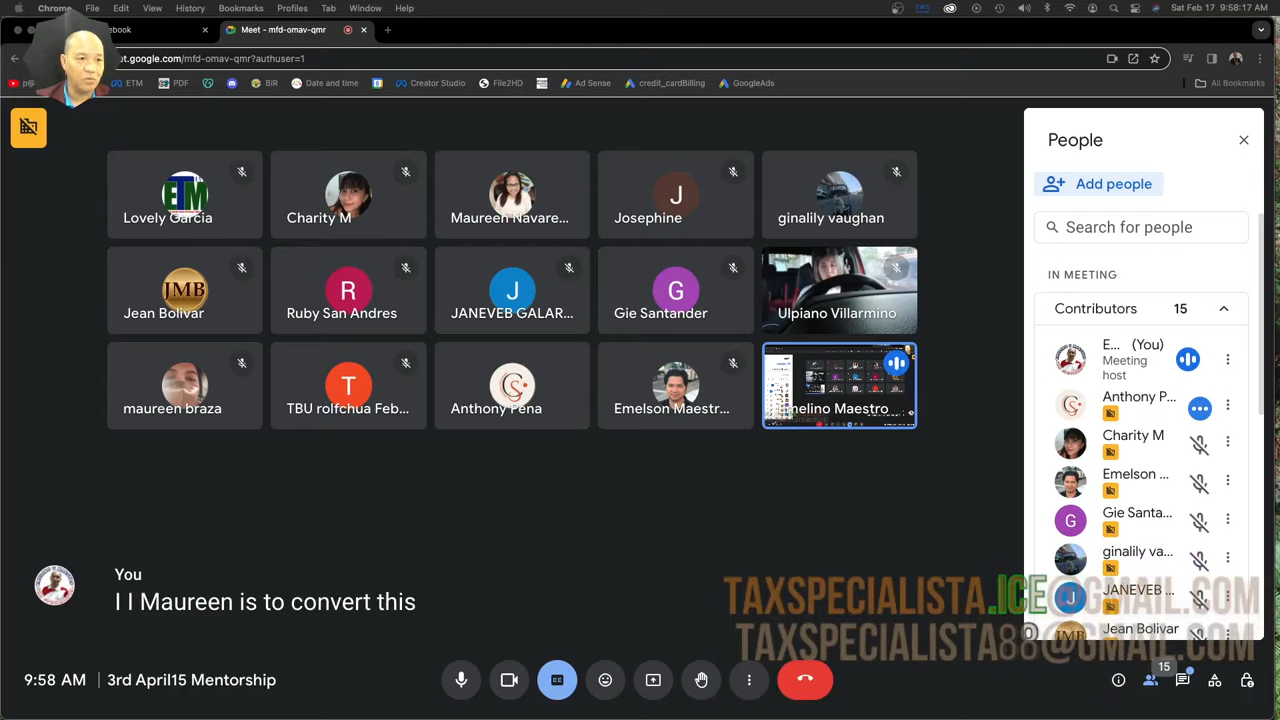 Chrome File Edit View History Bookmarks Profiles Tab Window Help Sat Feb 17 9:58:17 AM
Meet - mfd-omav-qmr
meet.google.com/mfd-omav-qmr?authuser=1
ETM PDF BIR Date and time Creator Studio File2HD Ad Sense credit_cardBilling GoogleAds All Bookmarks
People
Add people
Search for people
IN MEETING
Contributors 15
E... (You)
Meeting
host
Anthony P...
Charity M
Emelson ...
Gie Santa...
ginalily va...
JANEVEB ...
Jean Bolivar
ETM
Lovely Garcia
Charity M
Maureen Navare...
J
Josephine
ginalily vaughan
JMB
Jean Bolivar
R
Ruby San Andres
J
JANEVEB GALAR...
G
Gie Santander
Ulpiano Villarmino
maureen braza
T
TBU rolfchua Feb...
Anthony Pena
Emelson Maestr...
Emelino Maestro
You
I I Maureen is to convert this
TAXSPECIALISTA.ICE@GMAIL.COM
TAXSPECIALISTA88@GMAIL.COM
9:58 AM 3rd April15 Mentorship
15